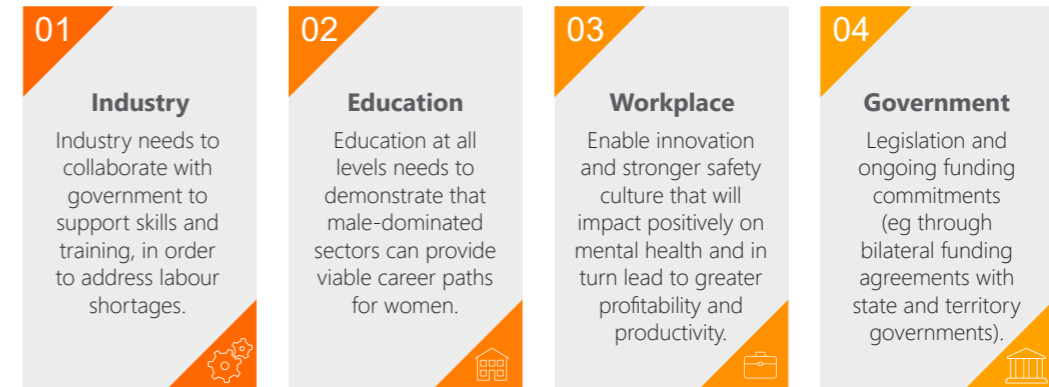 01
Industry
Industry needs to
collaborate with
government to
support skills and
training, in order
to address labour
shortages.
02
Education
Education at all
levels needs to
demonstrate that
male-dominated
sectors can provide
viable career paths
for women.
03
Workplace
Enable innovation
and stronger safety
culture that will
impact positively on
mental health and in
turn lead to greater
profitability and
productivity.
04
Government
Legislation and
ongoing funding
commitments
(eg through
bilateral funding
agreements with
state and territory
governments).